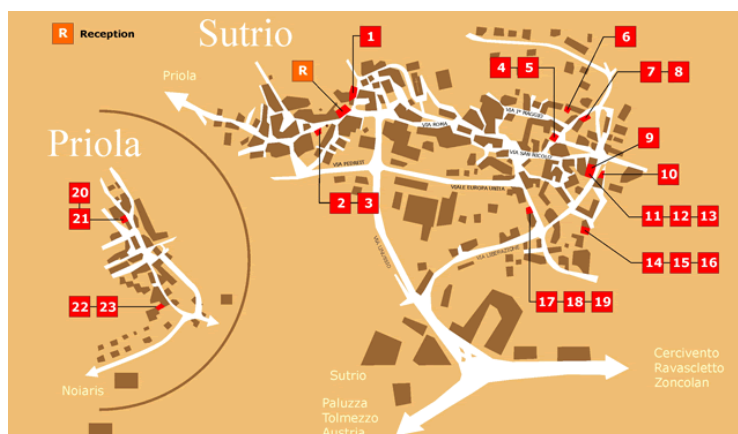 R Reception
Sutrio
1
R
6
4 5
7 8
Priola
VIA 1° MAGGIO
VIA ROMA
9
Priola
VIA SAN NICOLO'
VIA PEDRETI
10
VIALE EUROPA UNITA
20
21
2 3
11 12 13
VIA LIBERAZIONE
14 15 16
17 18 19
22 23
Cercivento
Ravascletto
Zoncolan
Noiaris
Sutrio
Paluzza
Tolmezzo
Austria